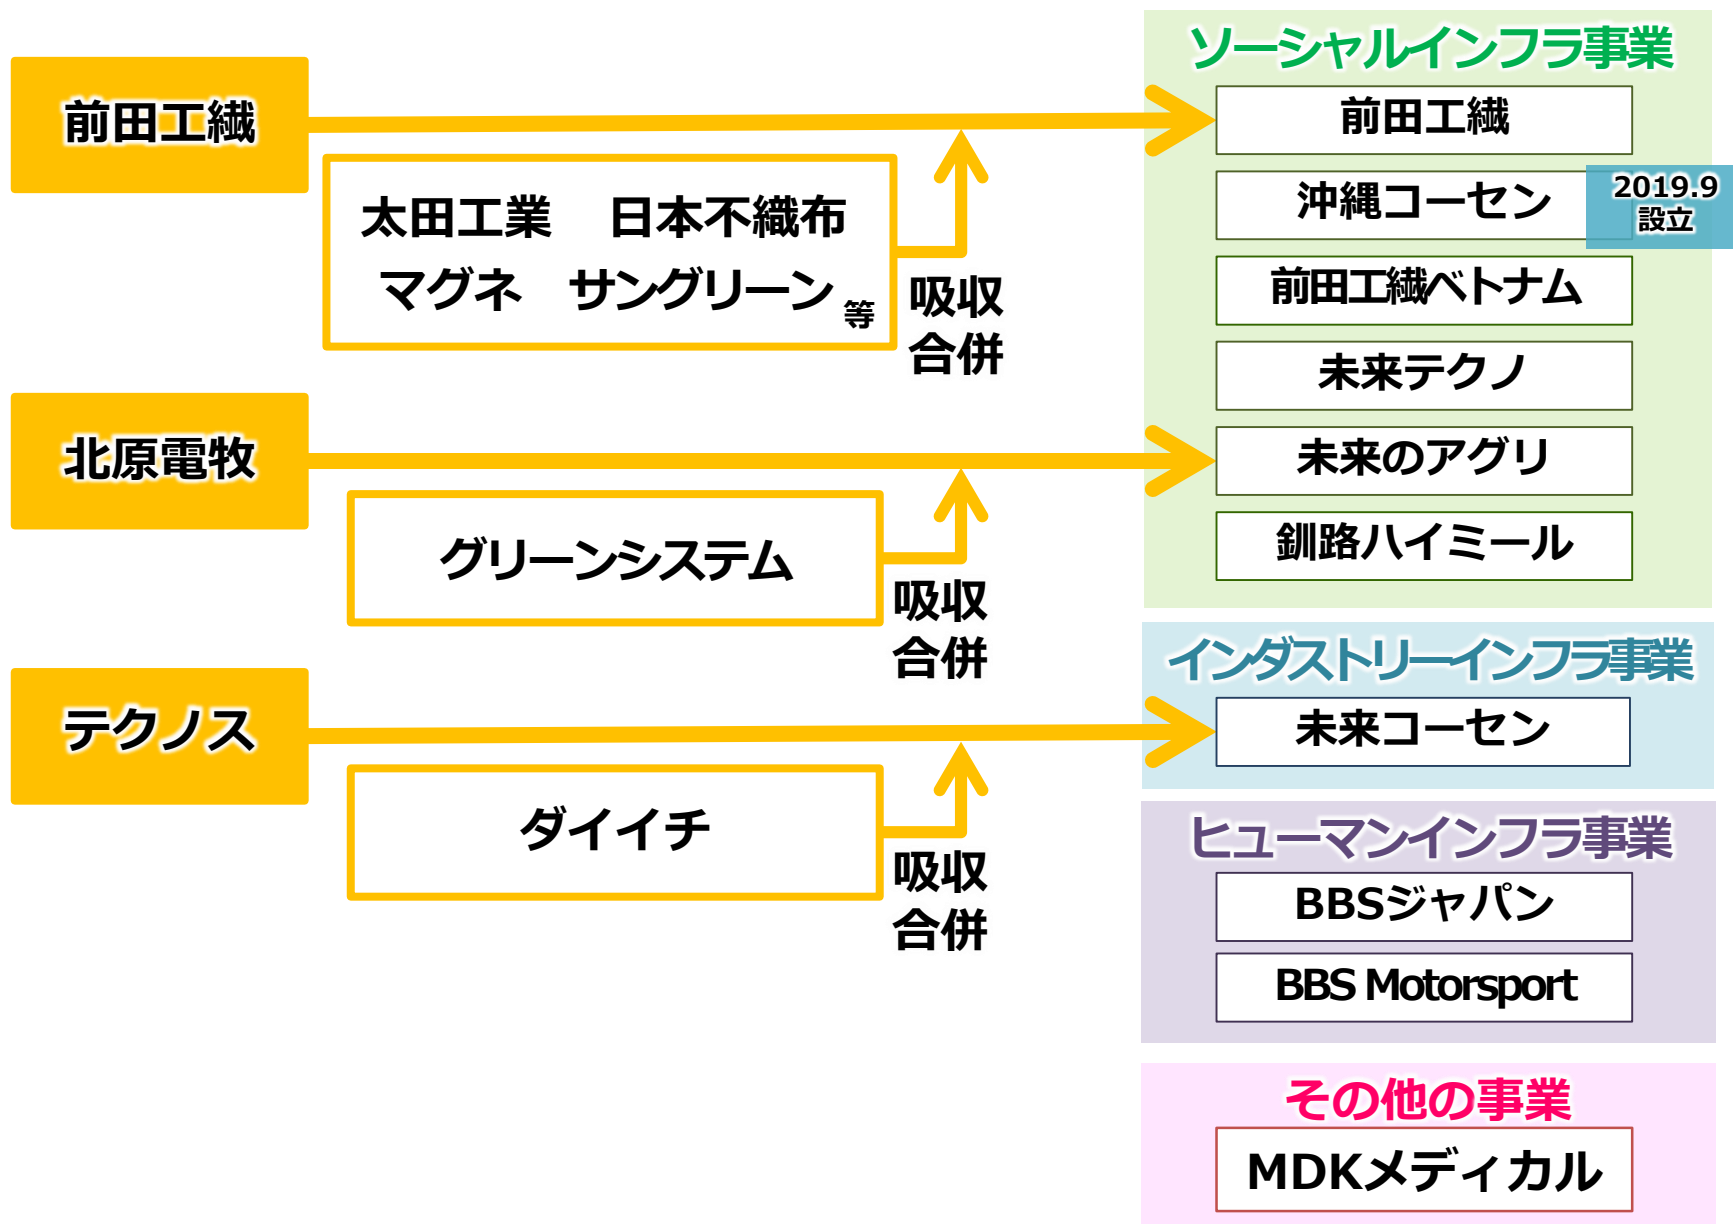 前田工繊
太田工業　日本不織布
マグネ　サングリーン 等
吸収
合併
北原電牧
グリーンシステム
吸収
合併
テクノス
ダイイチ
吸収
合併
ソーシャルインフラ事業
前田工繊
沖縄コーセン
2019.9
設立
前田工繊ベトナム
未来テクノ
未来のアグリ
釧路ハイミール
インダストリーインフラ事業
未来コーセン
ヒューマンインフラ事業
BBSジャパン
BBS Motorsport
その他の事業
MDKメディカル